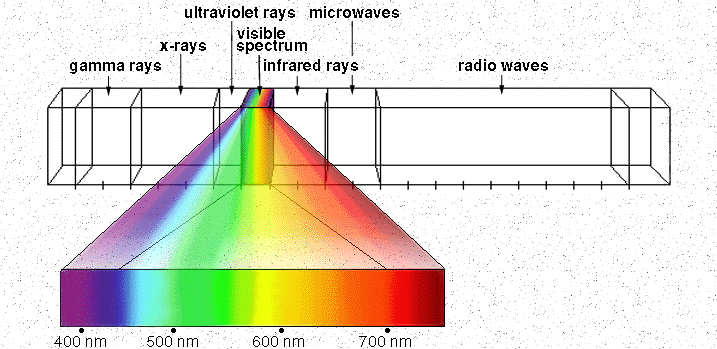 ultraviolet rays microwaves
visible
x-rays spectrum
gamma rays infrared rays radio waves
400 nm 500 nm 600 nm 700 nm